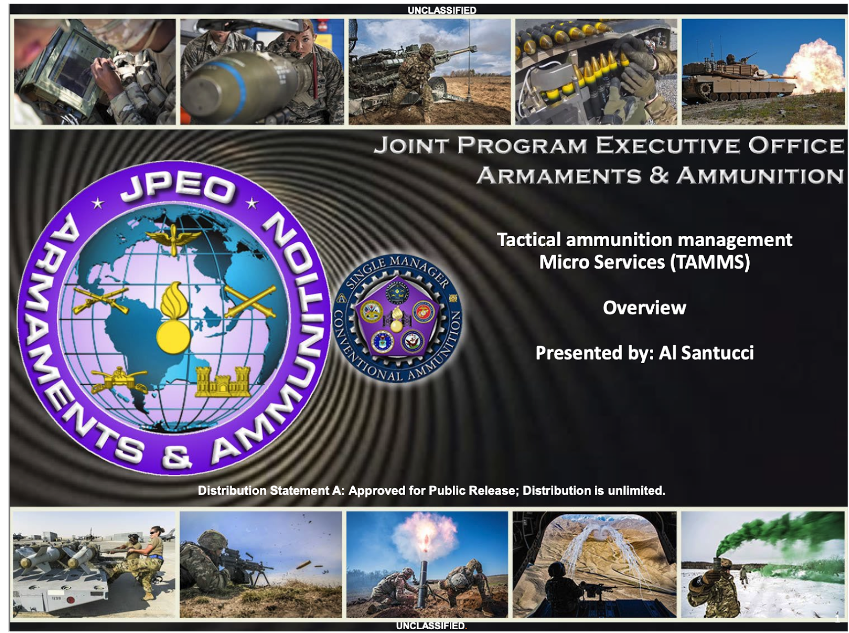 UNCLASSIFIED
JOINT PROGRAM EXECUTIVE OFFICE
ARMAMENTS & AMMUNITION
JPEO
ARMAMENTS & AMMUNITION
SINGLE MANAGER
CONVENTIONAL AMMUNITION
Tactical ammunition management
Micro Services (TAMMS)
Overview
Presented by: Al Santucci
Distribution Statement A: Approved for Public Release; Distribution is unlimited.
UNCLASSIFIED.